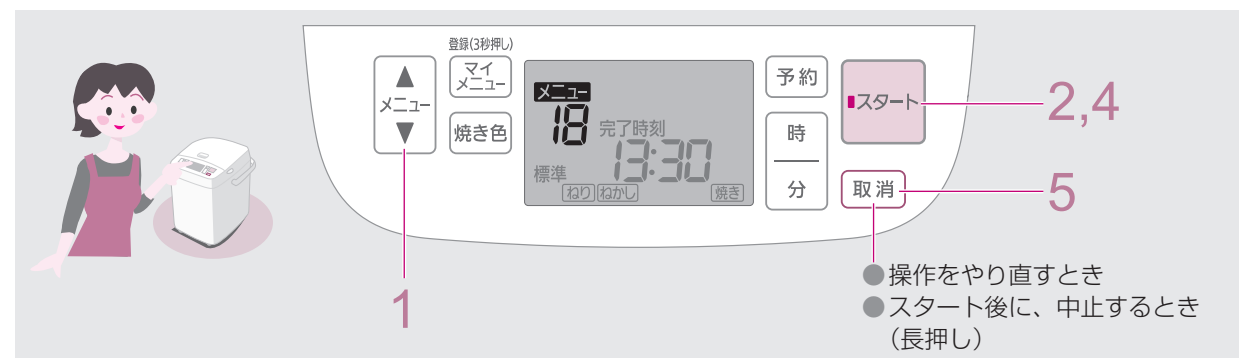 登録(3秒押し)
メニュー
マイ
メニュー
焼き色
メニュー
18
完了時刻
13:30
標準
ねり ねかし 焼き
予約
時
分
スタート
取消
2,4
5
1
●操作をやり直すとき
●スタート後に、中止するとき
(長押し)